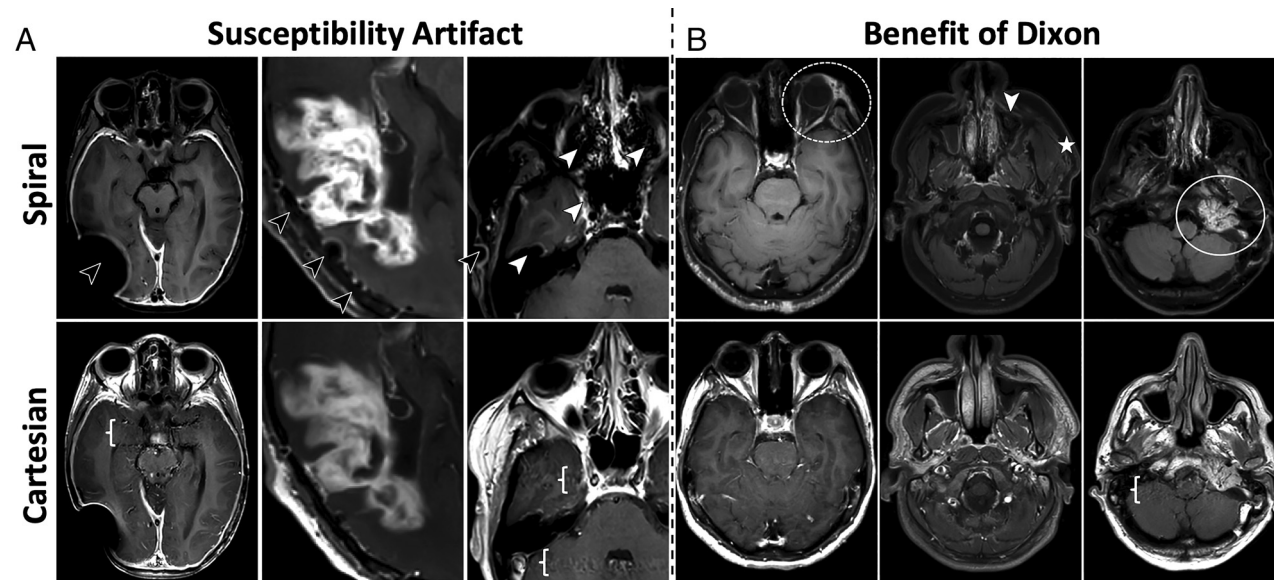 A
Susceptibility Artifact
B
Benefit of Dixon
Spiral
Cartesian